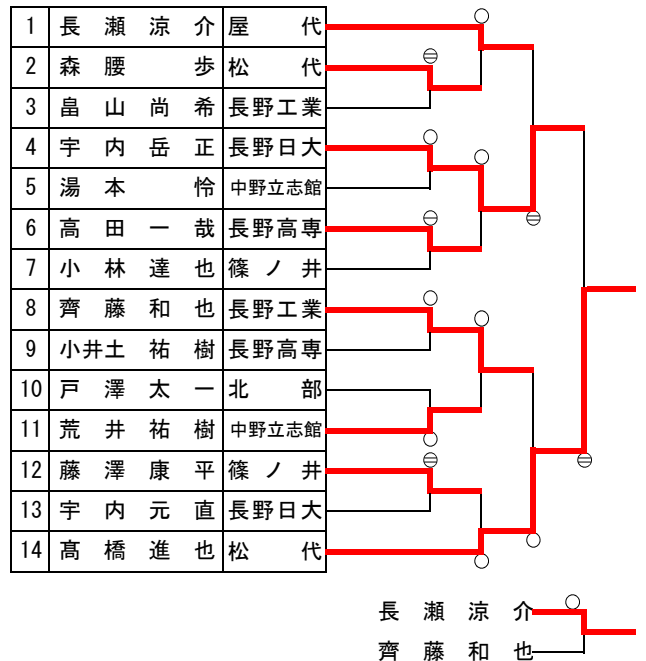 1 長瀬涼介 屋代
2 森腰歩 松代
3 畠山尚希 長野工業
4 宇内岳正 長野日大
5 湯本怜 中野立志館
6 高田一哉 長野高専
7 小林達也 篠ノ井
8 齊藤和也 長野工業
9 小井土祐樹 長野高専
10 戸澤太一 北部
11 荒井祐樹 中野立志館
12 藤澤康平 篠ノ井
13 宇内元直 長野日大
14 髙橋進也 松代
長瀬涼介
齊藤和也